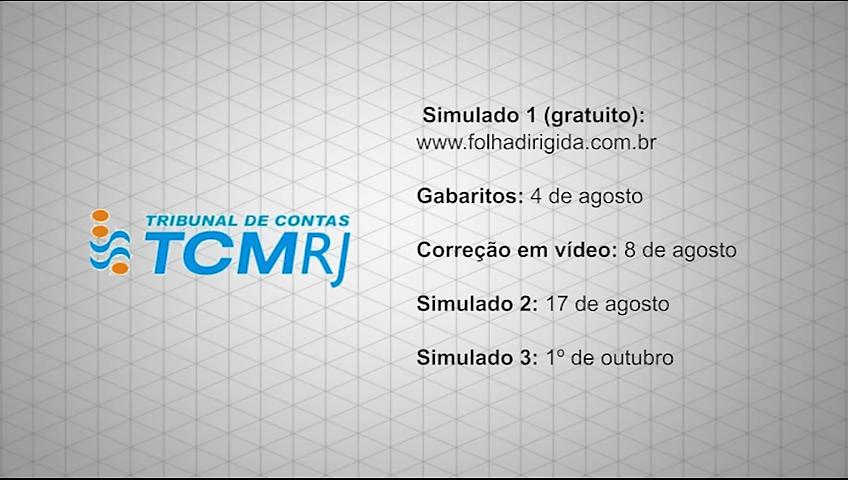 TRIBUNAL DE CONTAS
TCMRJ
Simulado 1 (gratuito):
www.folhadirigida.com.br
Gabaritos: 4 de agosto
Correção em vídeo: 8 de agosto
Simulado 2: 17 de agosto
Simulado 3: 1º de outubro